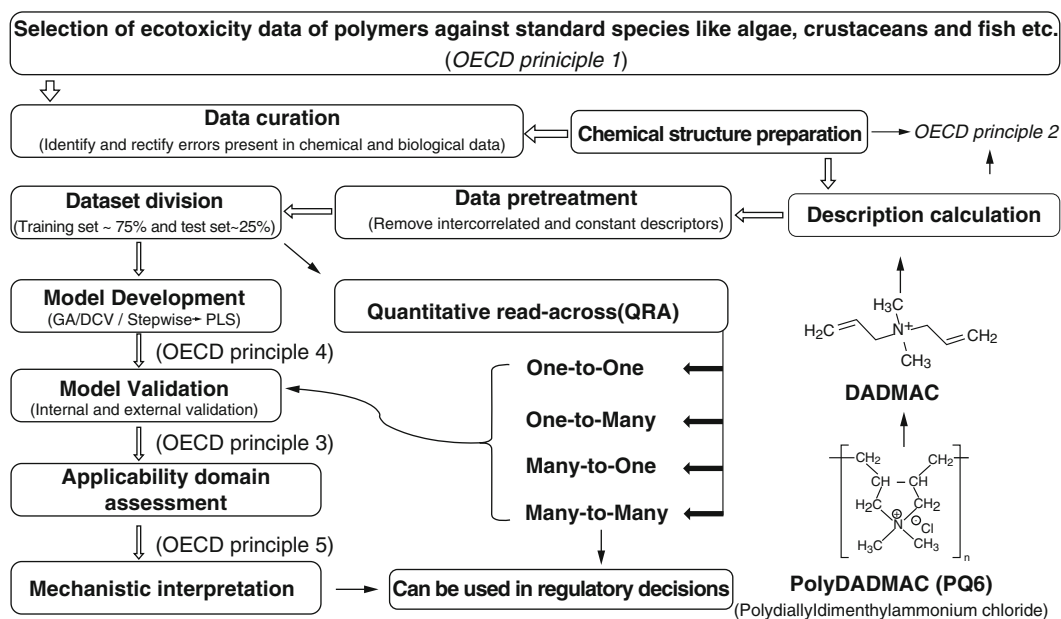 Selection of ecotoxicity data of polymers against standard species like algae, crustaceans and fish etc.
(OECD priniciple 1)
Data curation
(Identify and rectify errors present in chemical and biological data)
Chemical structure preparation
OECD principle 2
Dataset division
(Training set ~ 75% and test set~25%)
Data pretreatment
(Remove intercorrelated and constant descriptors)
Description calculation
Model Development
(GA/DCV / Stepwise PLS)
(OECD principle 4)
Model Validation
(Internal and external validation)
(OECD principle 3)
Applicability domain
assessment
(OECD principle 5)
Mechanistic interpretation
Quantitative read-across(QRA)
One-to-One
One-to-Many
Many-to-One
Many-to-Many
Can be used in regulatory decisions
H3C
H2C
N+
CH2
CH3
DADMAC
CH2
CH2
CH – CH
H2C
CH2
N
⊕
⊖
Cl
H3C
CH3
n
PolyDADMAC (PQ6)
(Polydiallyldimenthylammonium chloride)